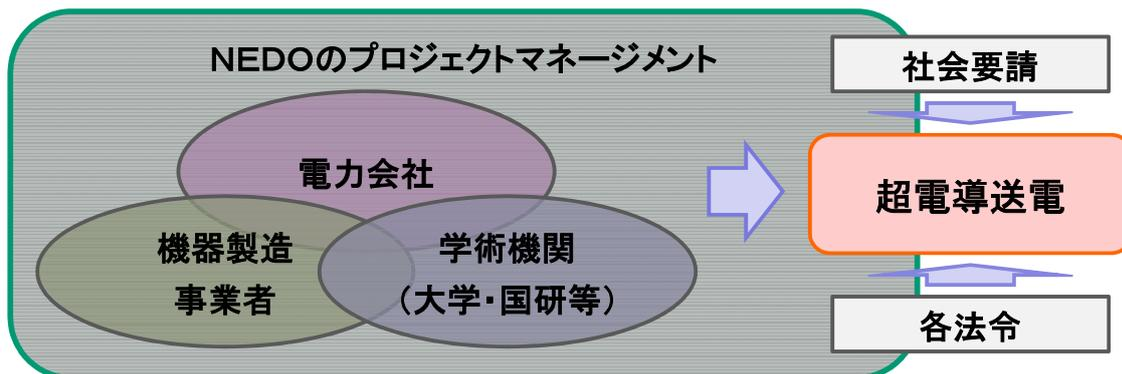 NEDOのプロジェクトマネージメント
電力会社
機器製造
事業者
学術機関
（大学・国研等）
社会要請
超電導送電
各法令